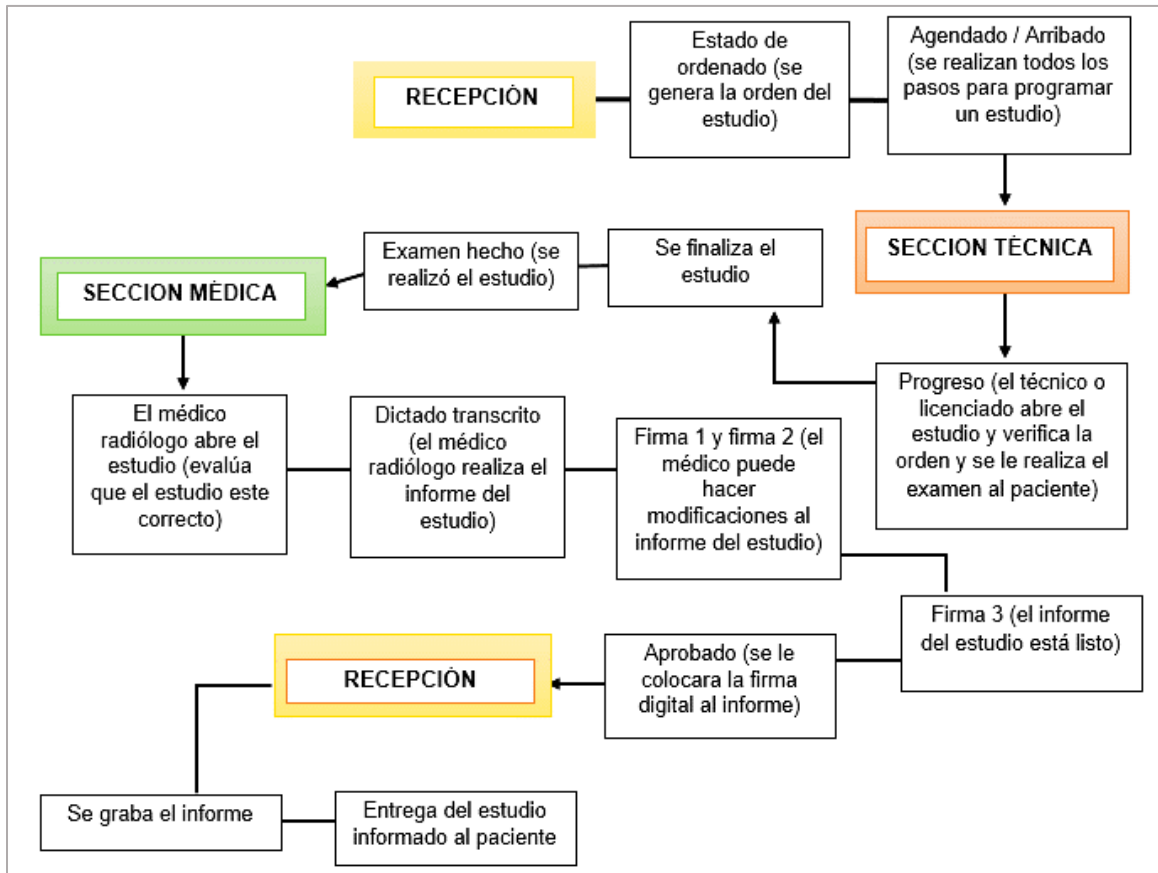 RECEPCIÓN
Estado de
ordenado (se
genera la orden del
estudio)
Agendado / Arribado
(se realizan todos los
pasos para programar
un estudio)
SECCION TÉCNICA
Progreso (el técnico o
licenciado abre el
estudio y verifica la
orden y se le realiza el
examen al paciente)
Se finaliza el
estudio
Examen hecho (se
realizó el estudio)
SECCION MÉDICA
El médico
radiólogo abre el
estudio (evalúa
que el estudio este
correcto)
Dictado transcrito
(el médico
radiólogo realiza el
informe del
estudio)
Firma 1 y firma 2 (el
médico puede
hacer
modificaciones al
informe del estudio)
Firma 3 (el informe
del estudio está listo)
Aprobado (se le
colocara la firma
digital al informe)
RECEPCIÓN
Se graba el informe
Entrega del estudio
informado al paciente